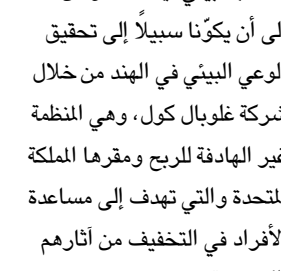 لى أن يكوّنا سبيلاً إلى تحقيق
لوعي البيئي في الهند من خلال
شركة غلوبال كول، وهي المنظمة
غير الهادفة للربح ومقرها المملكة
لمتحدة والتي تهدف إلى مساعدة
لأفراد في التخفيف من آثارهم